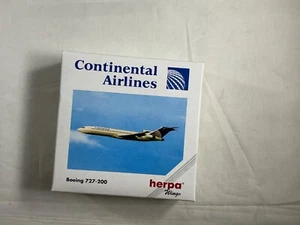 Continental
Airlines
Boeing 727-200
herpa
Wings